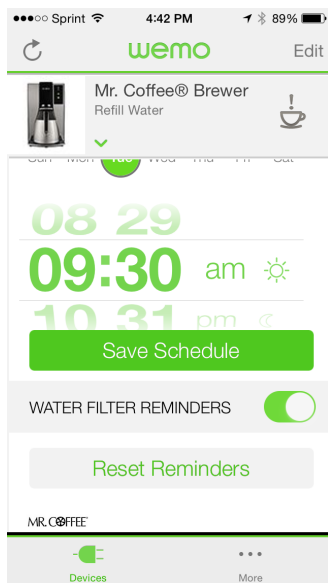 ●●●●○ Sprint 4:42 PM 89%
wemo Edit
Mr. Coffee® Brewer
Refill Water
Sun Mon Tue Wed Thu Fri Sat
08 29
09:30 am
10 31 pm
Save Schedule
WATER FILTER REMINDERS
Reset Reminders
MR. COFFEE®
Devices More